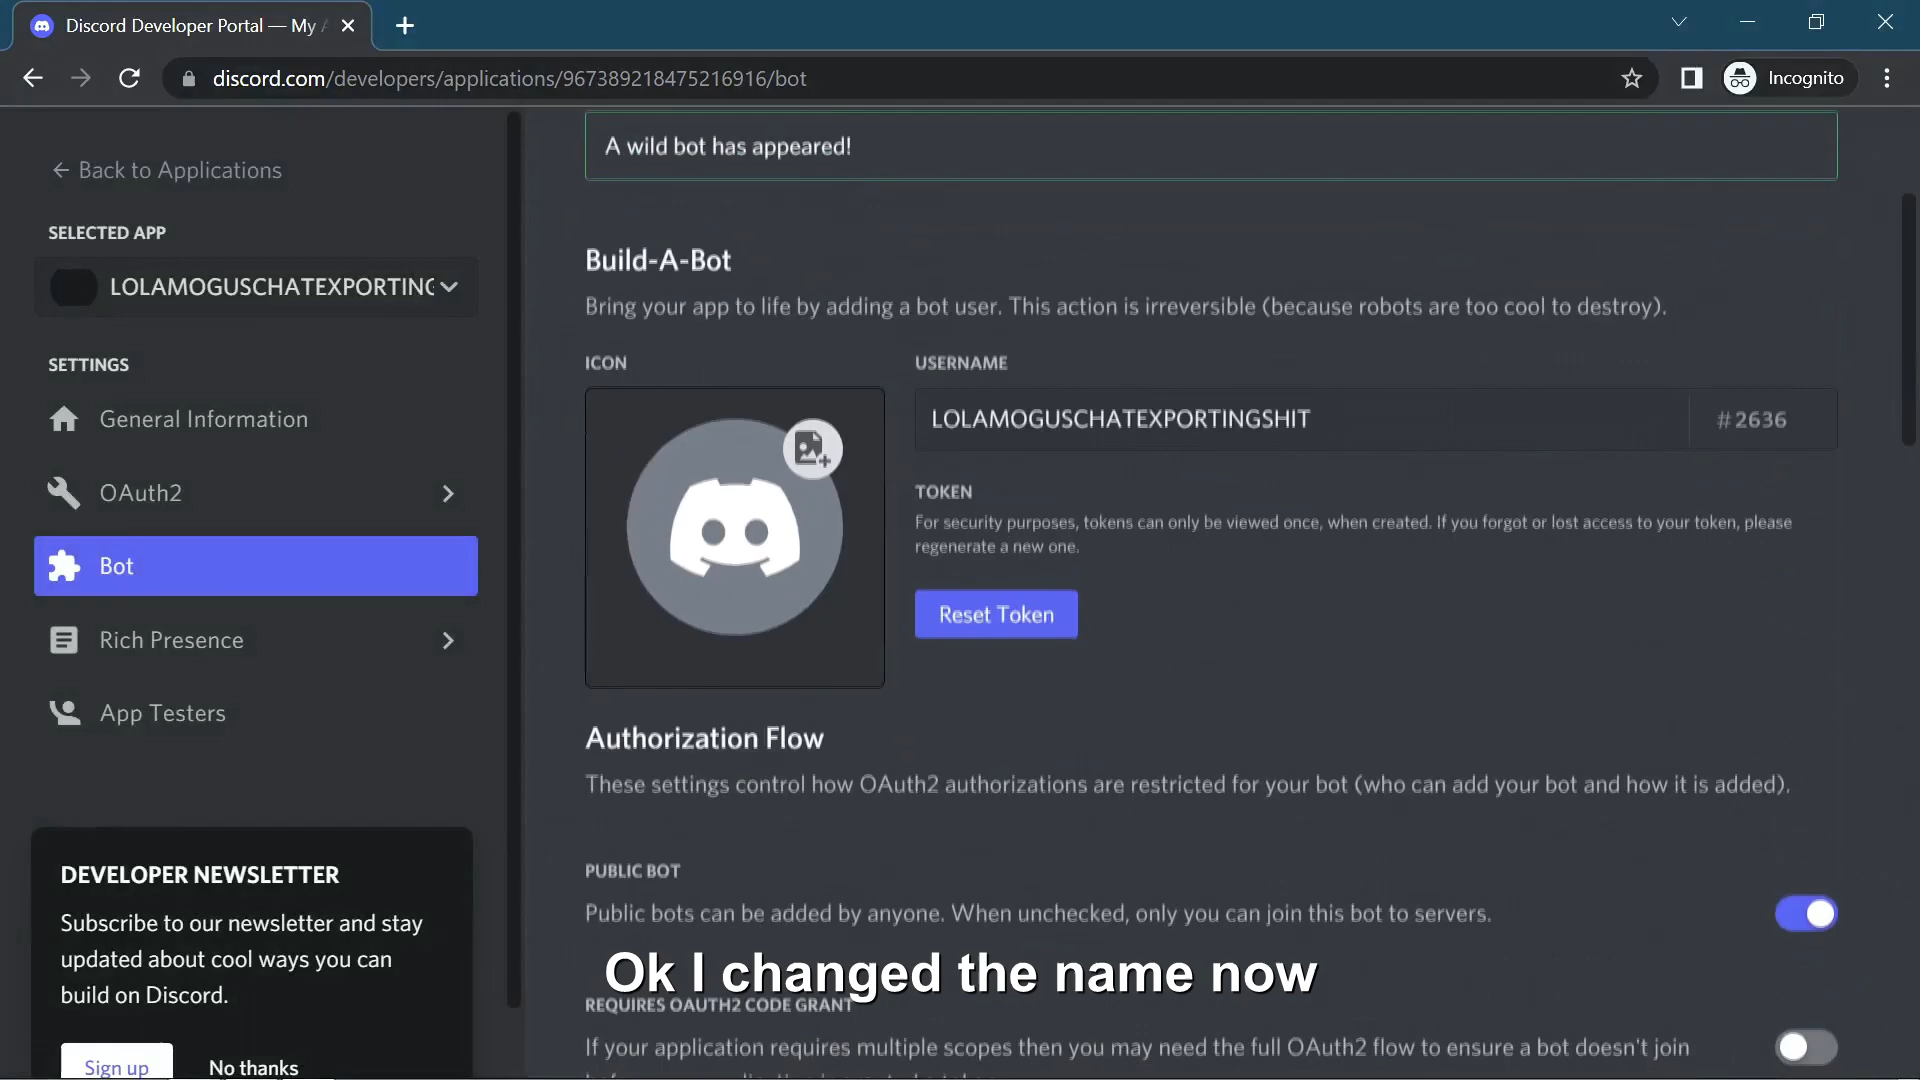 Discord Developer Portal — My
discord.com/developers/applications/967389218475216916/bot
Incognito
← Back to Applications
SELECTED APP
LOLAMOGUSCHATEXPORTING
SETTINGS
General Information
OAuth2
Bot
Rich Presence
App Testers
DEVELOPER NEWSLETTER
Subscribe to our newsletter and stay
updated about cool ways you can
build on Discord.
Sign up
No thanks
A wild bot has appeared!
Build-A-Bot
Bring your app to life by adding a bot user. This action is irreversible (because robots are too cool to destroy).
ICON
USERNAME
LOLAMOGUSCHATEXPORTINGSHIT
#2636
TOKEN
For security purposes, tokens can only be viewed once, when created. If you forgot or lost access to your token, please
regenerate a new one.
Reset Token
Authorization Flow
These settings control how OAuth2 authorizations are restricted for your bot (who can add your bot and how it is added).
PUBLIC BOT
Public bots can be added by anyone. When unchecked, only you can join this bot to servers.
Ok I changed the name now
REQUIRES OAUTH2 CODE GRANT
If your application requires multiple scopes then you may need the full OAuth2 flow to ensure a bot doesn't join